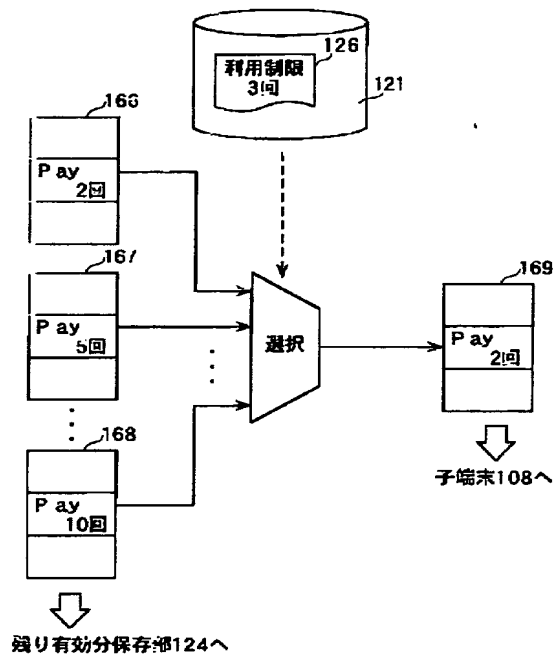 126
利用制限
3回
121
166
Pay
2回
167
Pay
5回
168
Pay
10回
選択
169
Pay
2回
子端末108へ
残り有効分保存部124へ